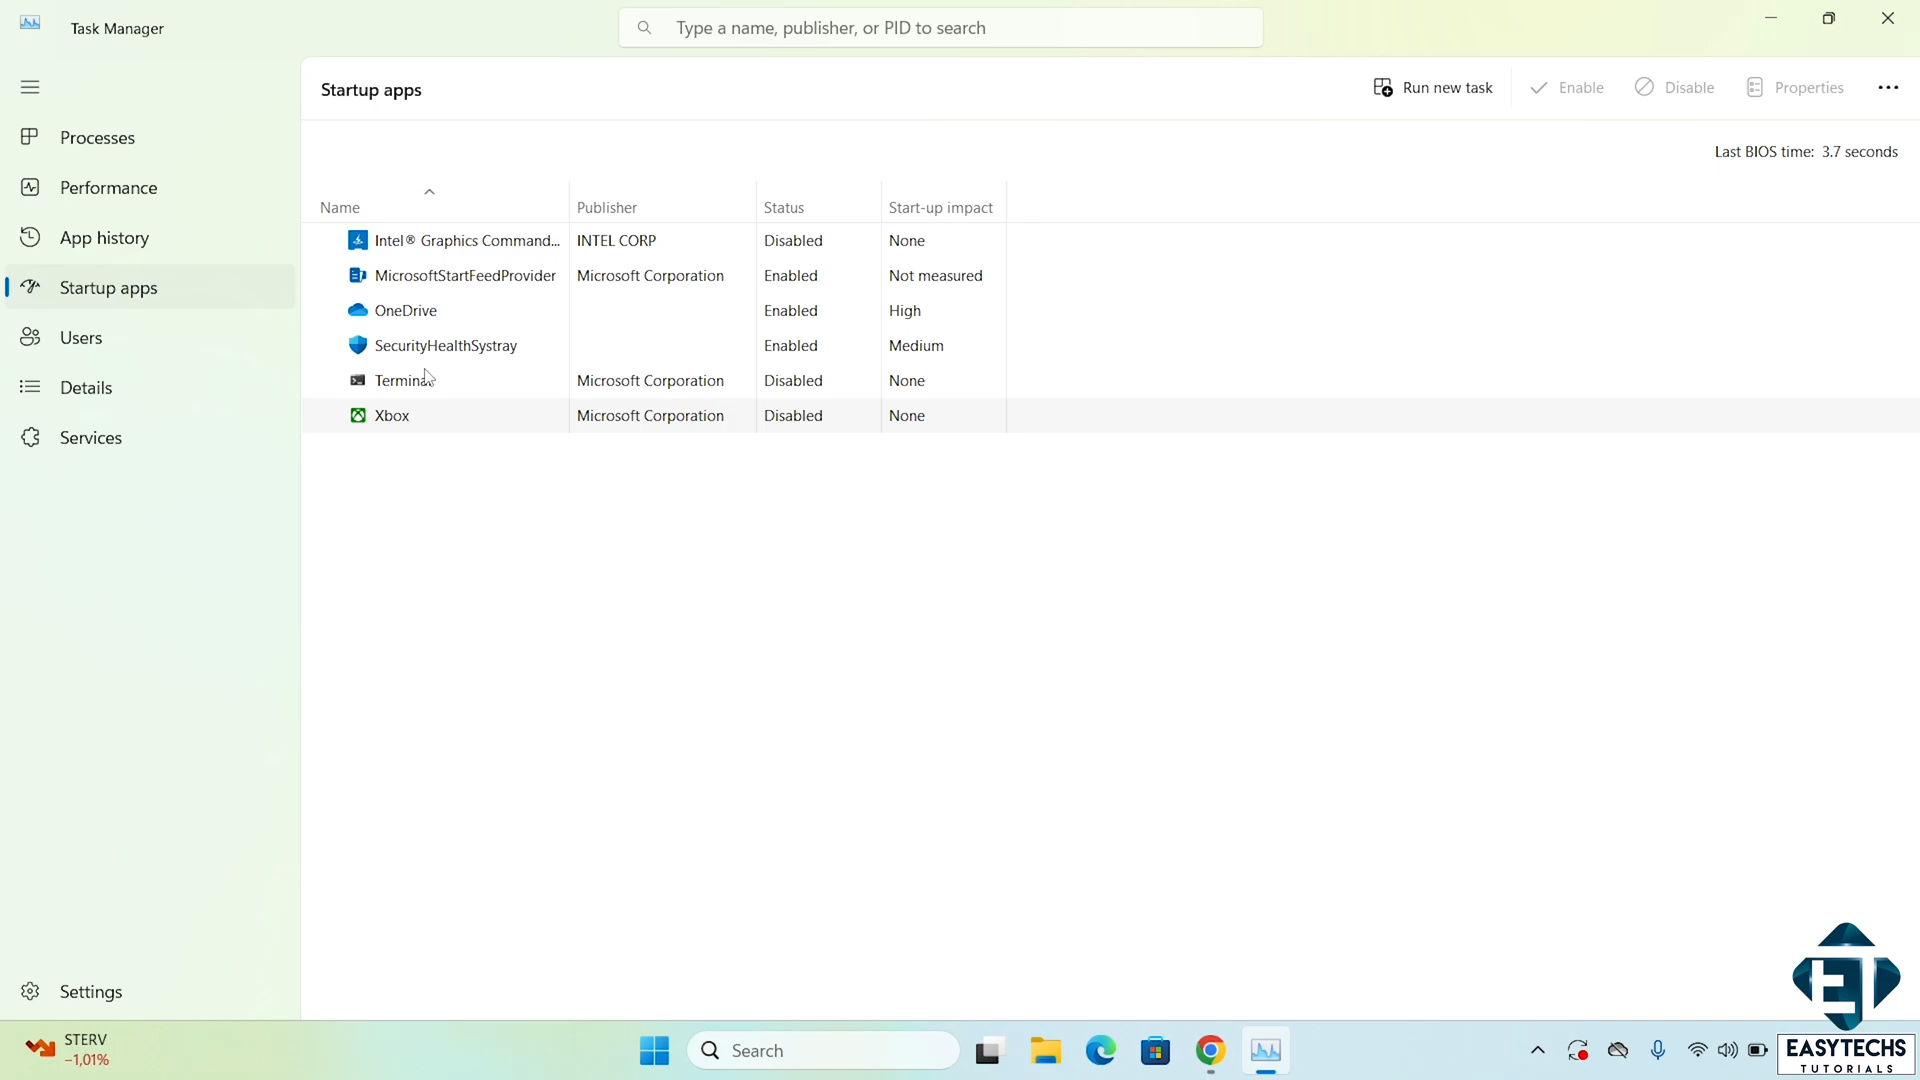 Task Manager
Type a name, publisher, or PID to search
Startup apps
Run new task
Enable
Disable
Properties
Last BIOS time: 3.7 seconds
Processes
Performance
App history
Startup apps
Users
Details
Services
Settings
Name Publisher Status Start-up impact
Intel® Graphics Command... INTEL CORP Disabled None
MicrosoftStartFeedProvider Microsoft Corporation Enabled Not measured
OneDrive Enabled High
SecurityHealthSystray Enabled Medium
Terminal Microsoft Corporation Disabled None
Xbox Microsoft Corporation Disabled None
STERV
−1,01%
Search
ET
EASYTECHS
TUTORIALS